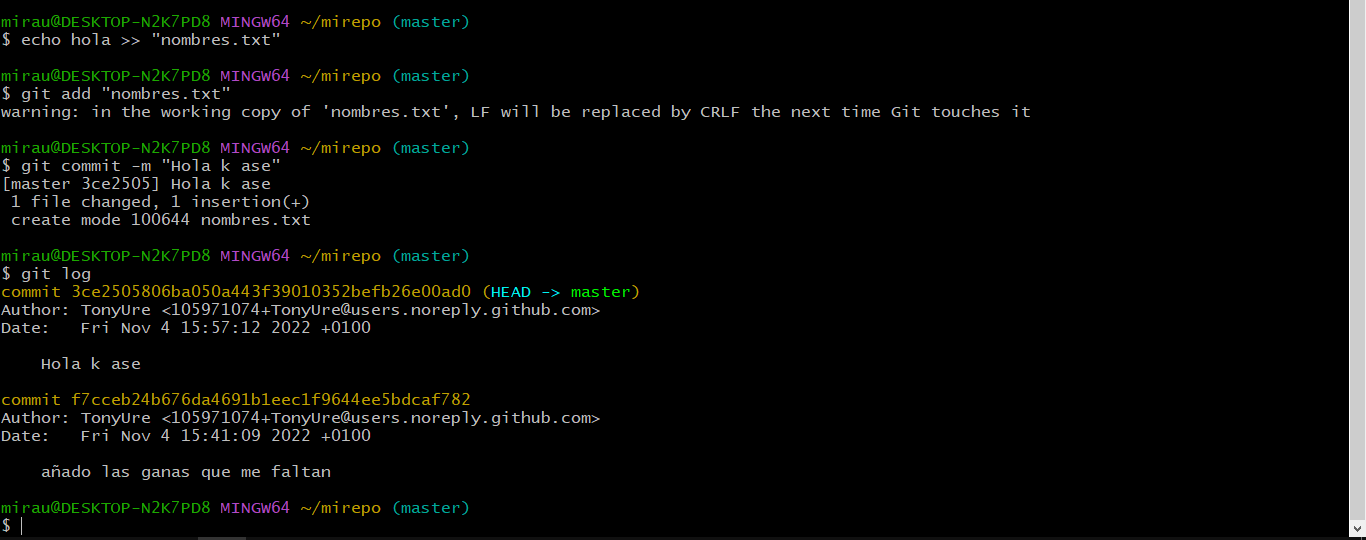 mirau@DESKTOP-N2K7PD8 MINGW64 ~/mirepo (master)
$ echo hola >> "nombres.txt"
mirau@DESKTOP-N2K7PD8 MINGW64 ~/mirepo (master)
$ git add "nombres.txt"
warning: in the working copy of 'nombres.txt', LF will be replaced by CRLF the next time Git touches it
mirau@DESKTOP-N2K7PD8 MINGW64 ~/mirepo (master)
$ git commit -m "Hola k ase"
[master 3ce2505] Hola k ase
 1 file changed, 1 insertion(+)
 create mode 100644 nombres.txt
mirau@DESKTOP-N2K7PD8 MINGW64 ~/mirepo (master)
$ git log
commit 3ce2505806ba050a443f39010352befb26e00ad0 (HEAD -> master)
Author: TonyUre <105971074+TonyUre@users.noreply.github.com>
Date:   Fri Nov 4 15:57:12 2022 +0100
    Hola k ase
commit f7cceb24b676da4691b1eec1f9644ee5bdcaf782
Author: TonyUre <105971074+TonyUre@users.noreply.github.com>
Date:   Fri Nov 4 15:41:09 2022 +0100
    añado las ganas que me faltan
mirau@DESKTOP-N2K7PD8 MINGW64 ~/mirepo (master)
$